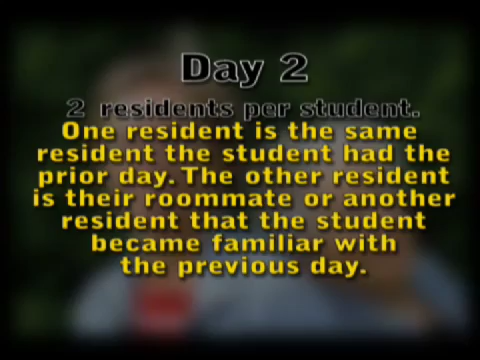 Day 2
2 residents per student.
One resident is the same
resident the student had the
prior day. The other resident
is their roommate or another
resident that the student
became familiar with
the previous day.